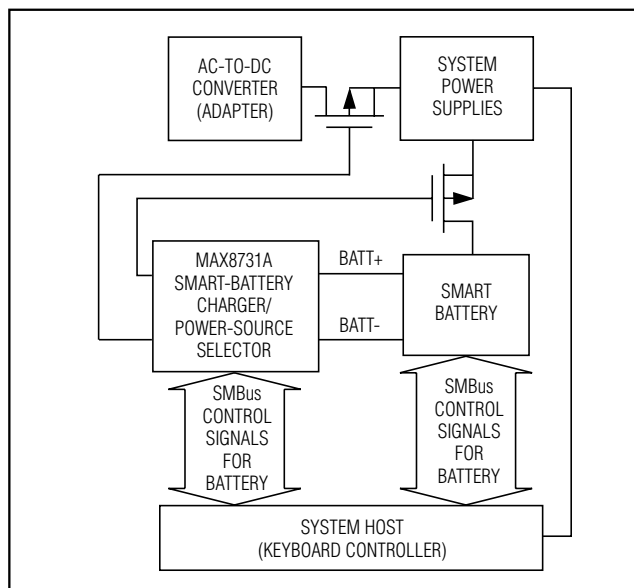 AC-TO-DC
CONVERTER
(ADAPTER)
SYSTEM
POWER
SUPPLIES
MAX8731A
SMART-BATTERY
CHARGER/
POWER-SOURCE
SELECTOR
BATT+
BATT-
SMART
BATTERY
SMBus
CONTROL
SIGNALS
FOR
BATTERY
SMBus
CONTROL
SIGNALS
FOR
BATTERY
SYSTEM HOST
(KEYBOARD CONTROLLER)